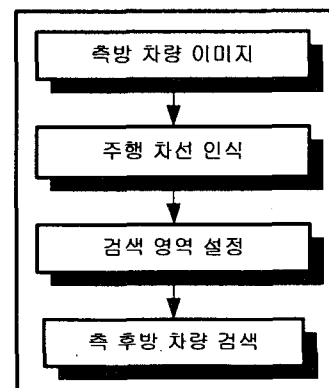 측방 차량 이미지
주행 차선 인식
검색 영역 설정
측 후방 차량 검색